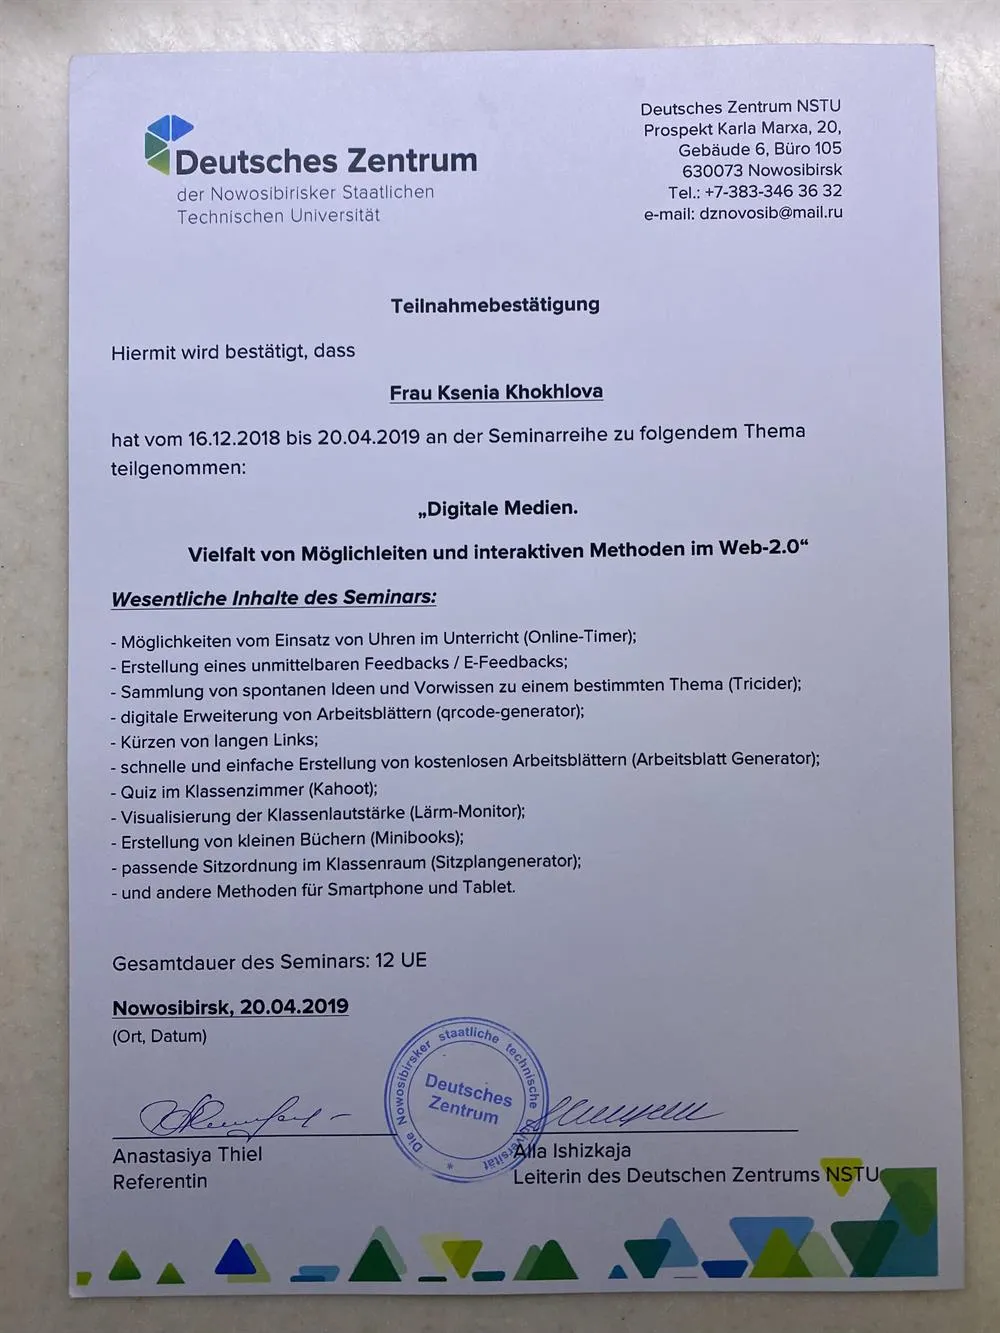 Deutsches Zentrum
der Nowosibirisker Staatlichen
Technischen Universität
Deutsches Zentrum NSTU
Prospekt Karla Marxa, 20,
Gebäude 6, Büro 105
630073 Nowosibirsk
Tel.: +7-383-346 36 32
e-mail: dznovosib@mail.ru
Teilnahmebestätigung
Hiermit wird bestätigt, dass
Frau Ksenia Khokhlova
hat vom 16.12.2018 bis 20.04.2019 an der Seminarreihe zu folgendem Thema
teilgenommen:
„Digitale Medien.
Vielfalt von Möglichleiten und interaktiven Methoden im Web-2.0“
Wesentliche Inhalte des Seminars:
- Möglichkeiten vom Einsatz von Uhren im Unterricht (Online-Timer);
- Erstellung eines unmittelbaren Feedbacks / E-Feedbacks;
- Sammlung von spontanen Ideen und Vorwissen zu einem bestimmten Thema (Tricider);
- digitale Erweiterung von Arbeitsblättern (qrcode-generator);
- Kürzen von langen Links;
- schnelle und einfache Erstellung von kostenlosen Arbeitsblättern (Arbeitsblatt Generator);
- Quiz im Klassenzimmer (Kahoot);
- Visualisierung der Klassenlautstärke (Lärm-Monitor);
- Erstellung von kleinen Büchern (Minibooks);
- passende Sitzordnung im Klassenraum (Sitzplangenerator);
- und andere Methoden für Smartphone und Tablet.
Gesamtdauer des Seminars: 12 UE
Nowosibirsk, 20.04.2019
(Ort, Datum)
Die Nowosibirsker staatliche technische Universität *
Deutsches
Zentrum
Anastasiya Thiel
Referentin
Alla Ishizkaja
Leiterin des Deutschen Zentrums NSTU